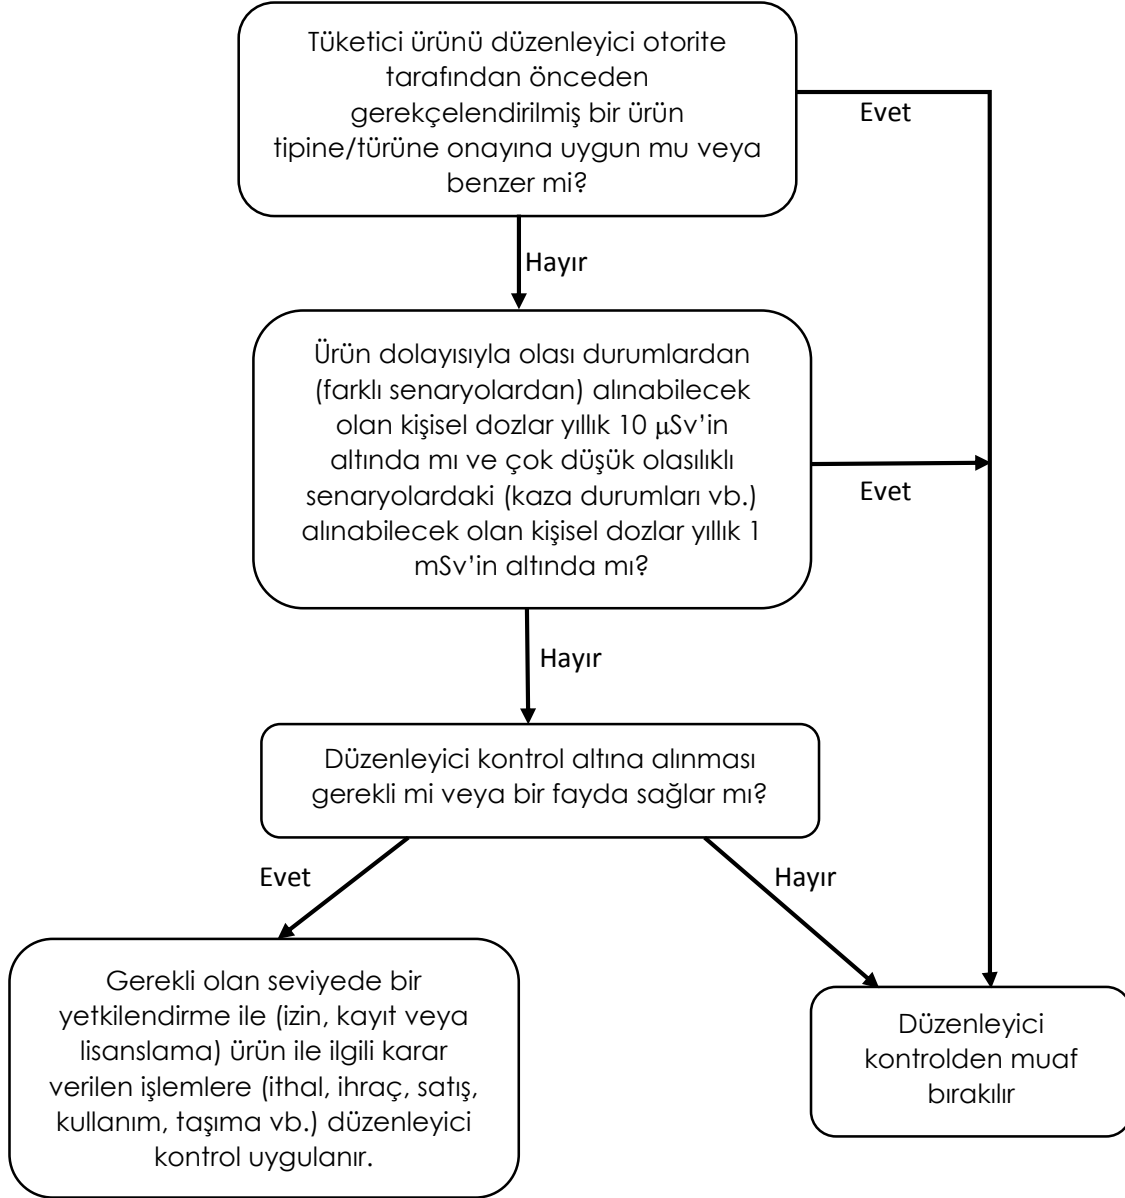 Tüketici ürünü düzenleyici otorite
tarafından önceden
gerekçelendirilmiş bir ürün
tipine/türüne onayına uygun mu veya
benzer mi?
Evet
Hayır
Ürün dolayısıyla olası durumlardan
(farklı senaryolardan) alınabilecek
olan kişisel dozlar yıllık 10 μSv’in
altında mı ve çok düşük olasılıklı
senaryolardaki (kaza durumları vb.)
alınabilecek olan kişisel dozlar yıllık 1
mSv’in altında mı?
Evet
Hayır
Düzenleyici kontrol altına alınması
gerekli mi veya bir fayda sağlar mı?
Evet
Hayır
Gerekli olan seviyede bir
yetkilendirme ile (izin, kayıt veya
lisanslama) ürün ile ilgili karar
verilen işlemlere (ithal, ihraç, satış,
kullanım, taşıma vb.) düzenleyici
kontrol uygulanır.
Düzenleyici
kontrolden muaf
bırakılır